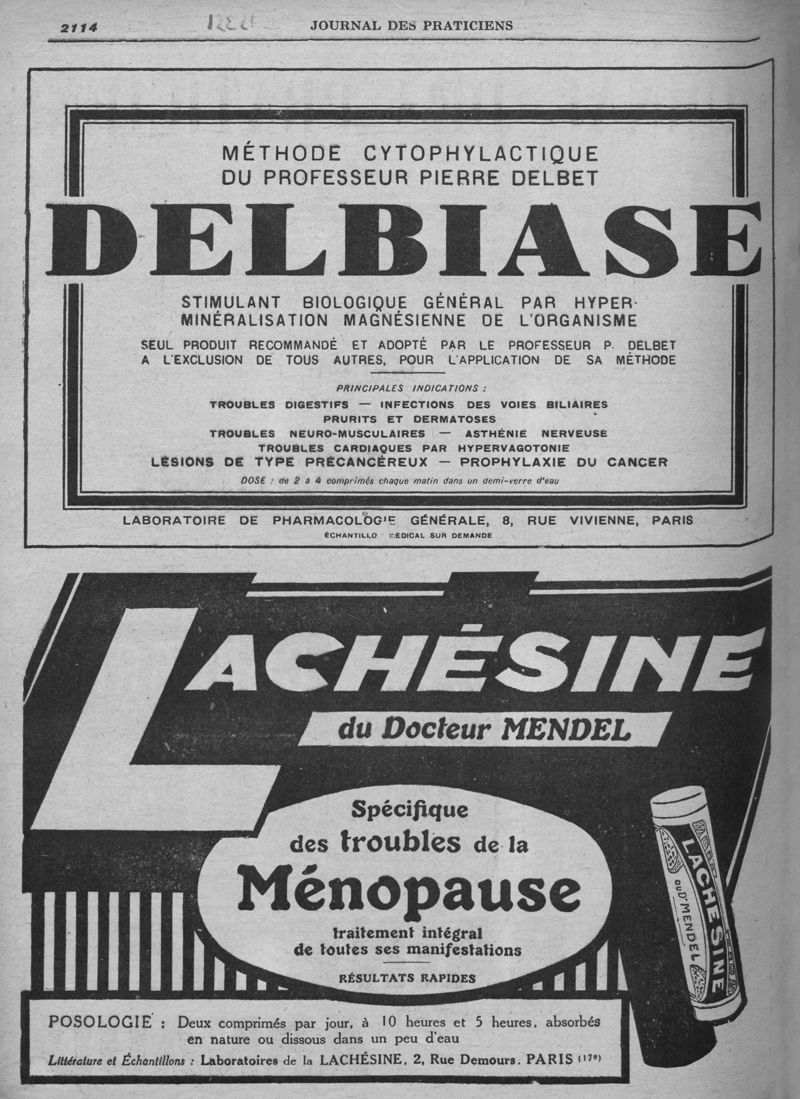 2114
JOURNAL DES PRATICIENS
MÉTHODE CYTOPHYLACTIQUE
DU PROFESSEUR PIERRE DELBET
DELBIASE
STIMULANT BIOLOGIQUE GÉNÉRAL PAR HYPER-
MINÉRALISATION MAGNÉSIENNE DE L'ORGANISME
SEUL PRODUIT RECOMMANDÉ ET ADOPTÉ PAR LE PROFESSEUR P. DELBET
A L'EXCLUSION DE TOUS AUTRES, POUR L'APPLICATION DE SA MÉTHODE
PRINCIPALES INDICATIONS :
TROUBLES DIGESTIFS — INFECTIONS DES VOIES BILIAIRES
PRURITS ET DERMATOSES
TROUBLES NEURO-MUSCULAIRES — ASTHÉNIE NERVEUSE
TROUBLES CARDIAQUES PAR HYPERVAGOTONIE
LÉSIONS DE TYPE PRÉCANCÉREUX — PROPHYLAXIE DU CANCER
DOSE : de 2 à 4 comprimés chaque matin dans un demi-verre d'eau
LABORATOIRE DE PHARMACOLOGIE GÉNÉRALE, 8, RUE VIVIENNE, PARIS
ÉCHANTILLO MÉDICAL SUR DEMANDE
LACHÉSINE
du Docteur MENDEL
Spécifique
des troubles de la
Ménopause
traitement intégral
de toutes ses manifestations
RÉSULTATS RAPIDES
LACHESINE
DU Dr MENDEL
POSOLOGIE : Deux comprimés par jour, à 10 heures et 5 heures, absorbés
en nature ou dissous dans un peu d'eau
Littérature et Échantillons : Laboratoires de la LACHÉSINE, 2, Rue Demours. PARIS (17e)